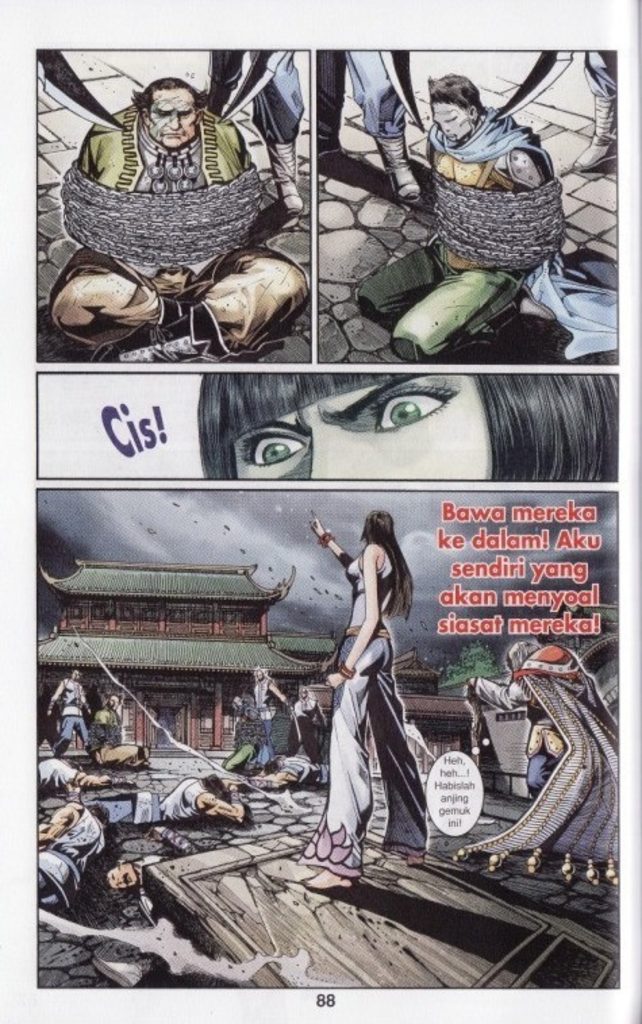 Cis!
Bawa mereka
ke dalam! Aku
sendiri yang
akan menyoal
siasat mereka!
Heh,
heh...!
Habislah
anjing
gemuk
ini!
88